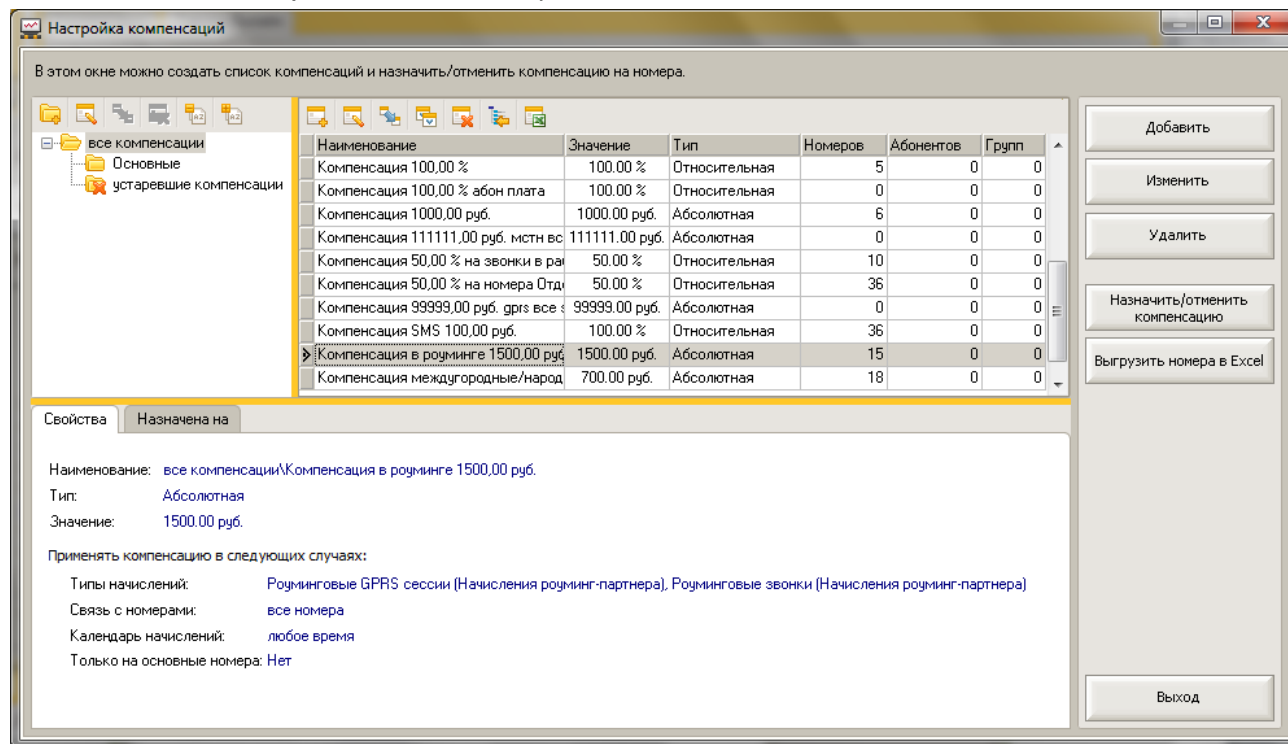 Настройка компенсаций
В этом окне можно создать список компенсаций и назначить/отменить компенсацию на номера.
все компенсации
Основные
устаревшие компенсации
Наименование Значение Тип Номеров Абонентов Групп
Компенсация 100,00 % 100.00 % Относительная 5 0 0
Компенсация 100,00 % абон плата 100.00 % Относительная 0 0 0
Компенсация 1000,00 руб. 1000.00 руб. Абсолютная 6 0 0
Компенсация 111111,00 руб. мстн вс 111111.00 руб. Абсолютная 0 0 0
Компенсация 50,00 % на звонки в ра 50.00 % Относительная 10 0 0
Компенсация 50,00 % на номера Отд 50.00 % Относительная 36 0 0
Компенсация 99999,00 руб. gprs все 99999.00 руб. Абсолютная 0 0 0
Компенсация SMS 100,00 руб. 100.00 % Относительная 36 0 0
Компенсация в роуминге 1500,00 руб 1500.00 руб. Абсолютная 15 0 0
Компенсация междугородные/народ 700.00 руб. Абсолютная 18 0 0
Добавить
Изменить
Удалить
Назначить/отменить
компенсацию
Выгрузить номера в Excel
Свойства Назначена на
Наименование: все компенсации\Компенсация в роуминге 1500,00 руб.
Тип: Абсолютная
Значение: 1500.00 руб.
Применять компенсацию в следующих случаях:
Типы начислений: Роуминговые GPRS сессии (Начисления роуминг-партнера), Роуминговые звонки (Начисления роуминг-партнера)
Связь с номерами: все номера
Календарь начислений: любое время
Только на основные номера: Нет
Выход